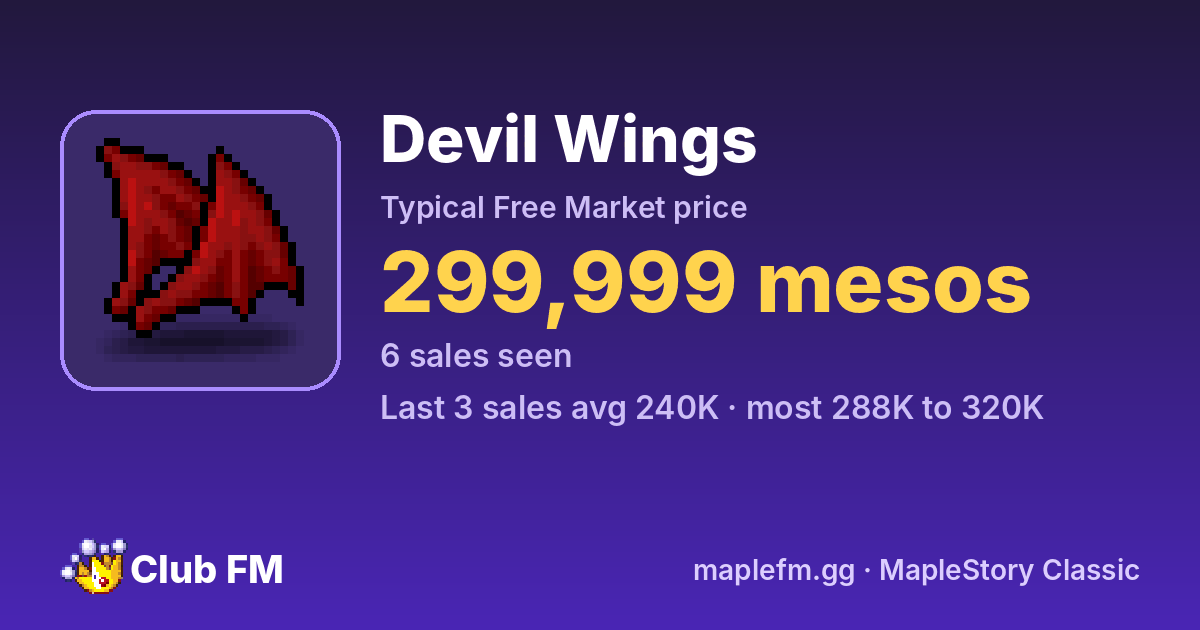 Devil Wings
Typical Free Market price
299,999 mesos
6 sales seen
Last 3 sales avg 240K · most 288K to 320K
Club FM
maplefm.gg · MapleStory Classic